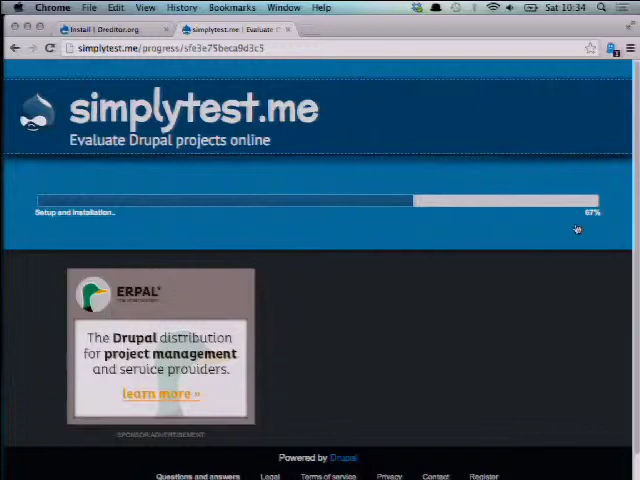 Chrome File Edit View History Bookmarks Window Help Sat 10:34
Install | Dreditor.org
simplytest.me | Evaluate
simplytest.me/progress/sfe3e75beca9d3c5
simplytest.me
Evaluate Drupal projects online
Setup and Installation..
67%
ERPAL
The Drupal distribution
for project management
and service providers.
learn more »
SPONSOR ADVERTISEMENT
Powered by Drupal
Questions and answers Legal Terms of service Privacy Contact Register